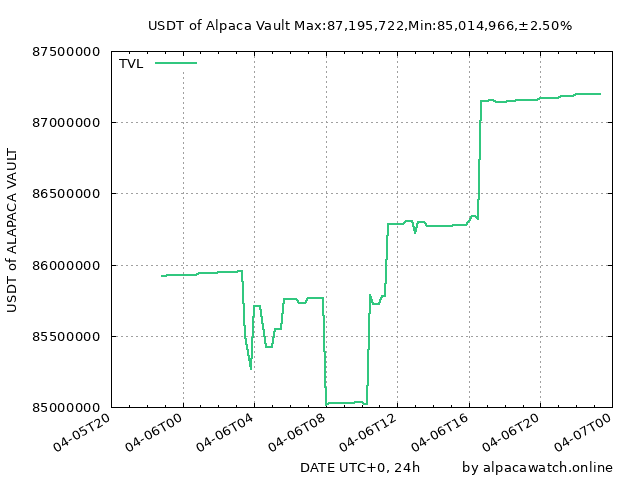 USDT of Alpaca Vault Max:87,195,722,Min:85,014,966,±2.50%
87500000
TVL
87000000
86500000
86000000
85500000
85000000
USDT of ALAPACA VAULT
04-05T20
04-06T00
04-06T04
04-06T08
04-06T12
04-06T16
04-06T20
04-07T00
DATE UTC+0, 24h
by alpacawatch.online